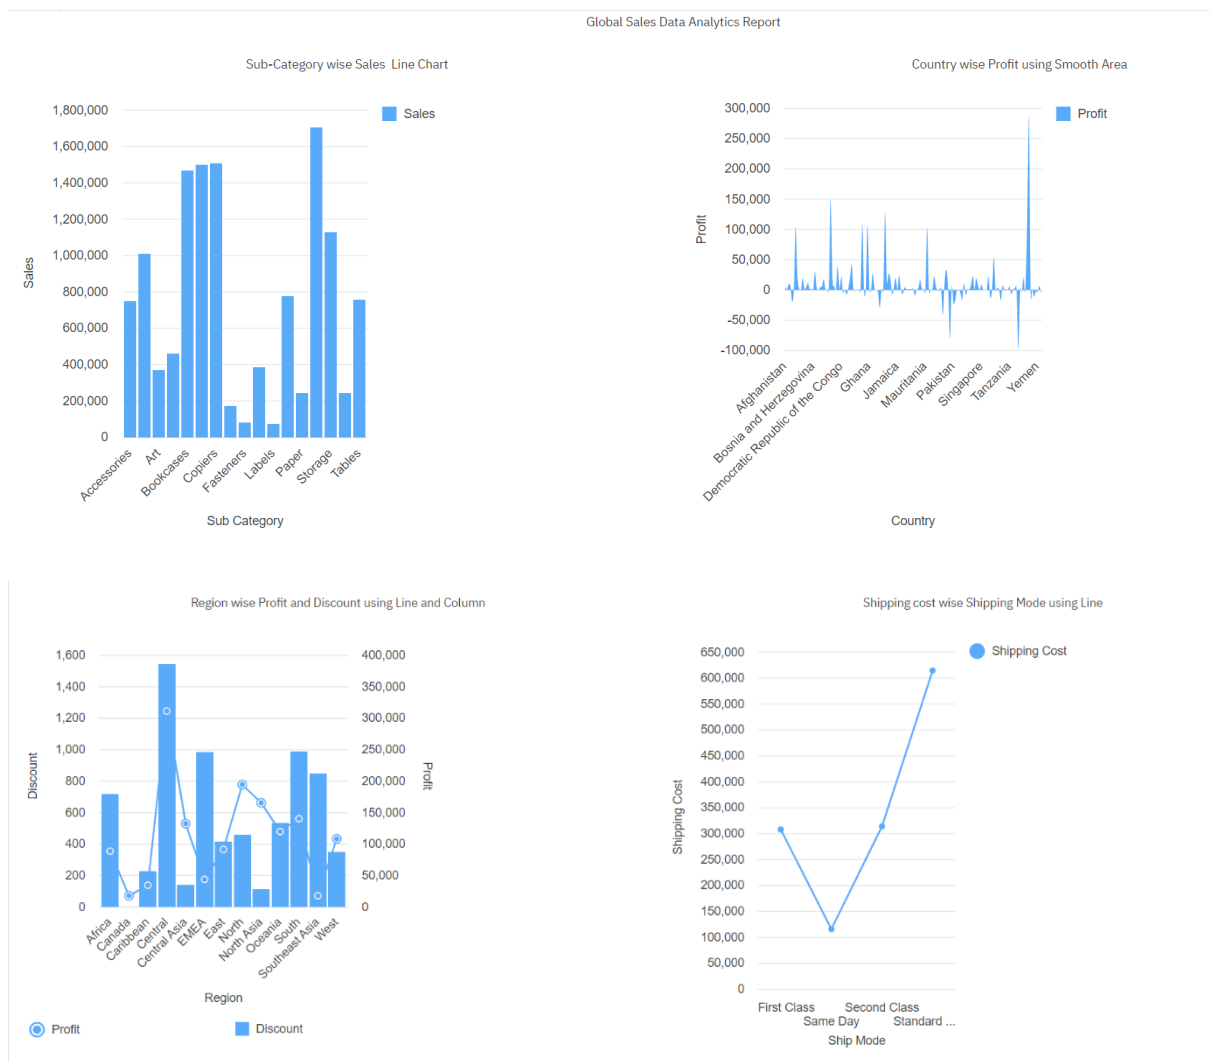 Global Sales Data Analytics Report
Sub-Category wise Sales Line Chart
1,800,000
1,600,000
1,400,000
1,200,000
1,000,000
800,000
600,000
400,000
200,000
0
Sales
Accessories
Art
Bookcases
Copiers
Fasteners
Labels
Paper
Storage
Tables
Sub Category
Sales
Country wise Profit using Smooth Area
300,000
250,000
200,000
150,000
100,000
50,000
0
-50,000
-100,000
Profit
Afghanistan
Bosnia and Herzegovina
Democratic Republic of the Congo
Ghana
Jamaica
Mauritania
Pakistan
Singapore
Tanzania
Yemen
Country
Profit
Region wise Profit and Discount using Line and Column
1,600
1,400
1,200
1,000
800
600
400
200
0
Discount
400,000
350,000
300,000
250,000
200,000
150,000
100,000
50,000
0
Profit
Africa
Canada
Caribbean
Central
Central Asia
EMEA
East
North
North Asia
Oceania
South
Southeast Asia
West
Region
Profit
Discount
Shipping cost wise Shipping Mode using Line
650,000
600,000
550,000
500,000
450,000
400,000
350,000
300,000
250,000
200,000
150,000
100,000
50,000
0
Shipping Cost
First Class
Same Day
Second Class
Standard ...
Ship Mode
Shipping Cost